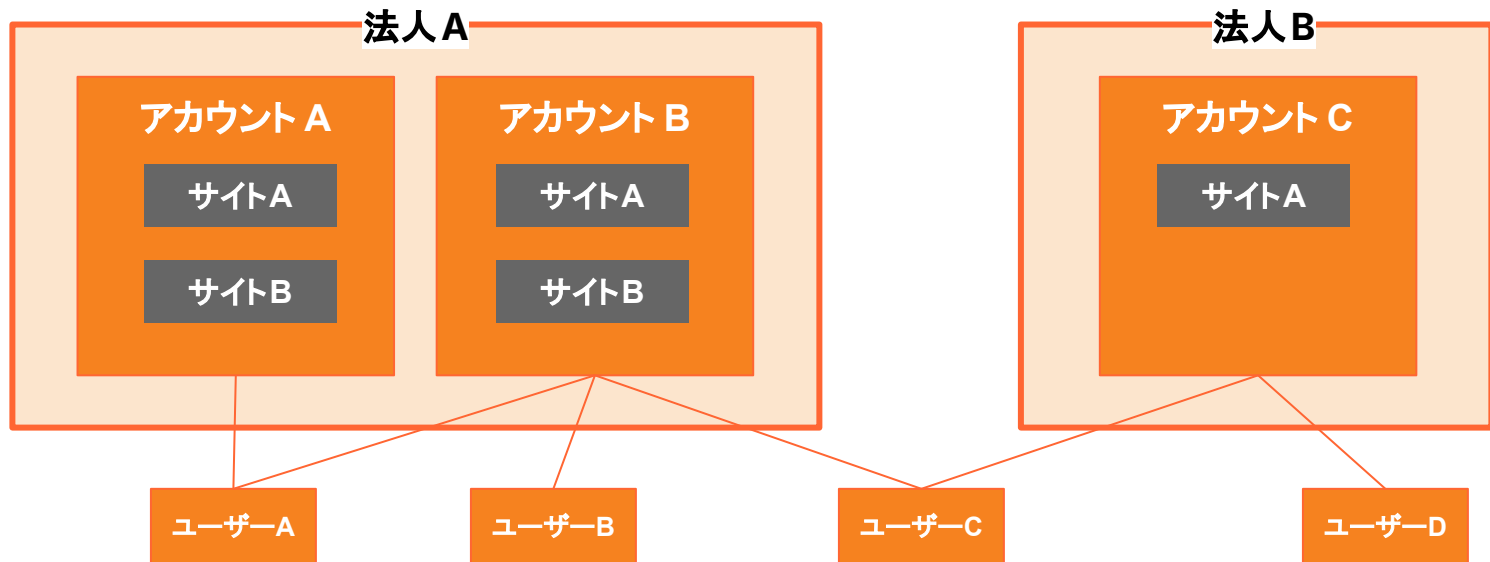 法人A
法人B
アカウント A
アカウント B
アカウント C
サイトA
サイトA
サイトA
サイトB
サイトB
ユーザーA
ユーザーB
ユーザーC
ユーザーD